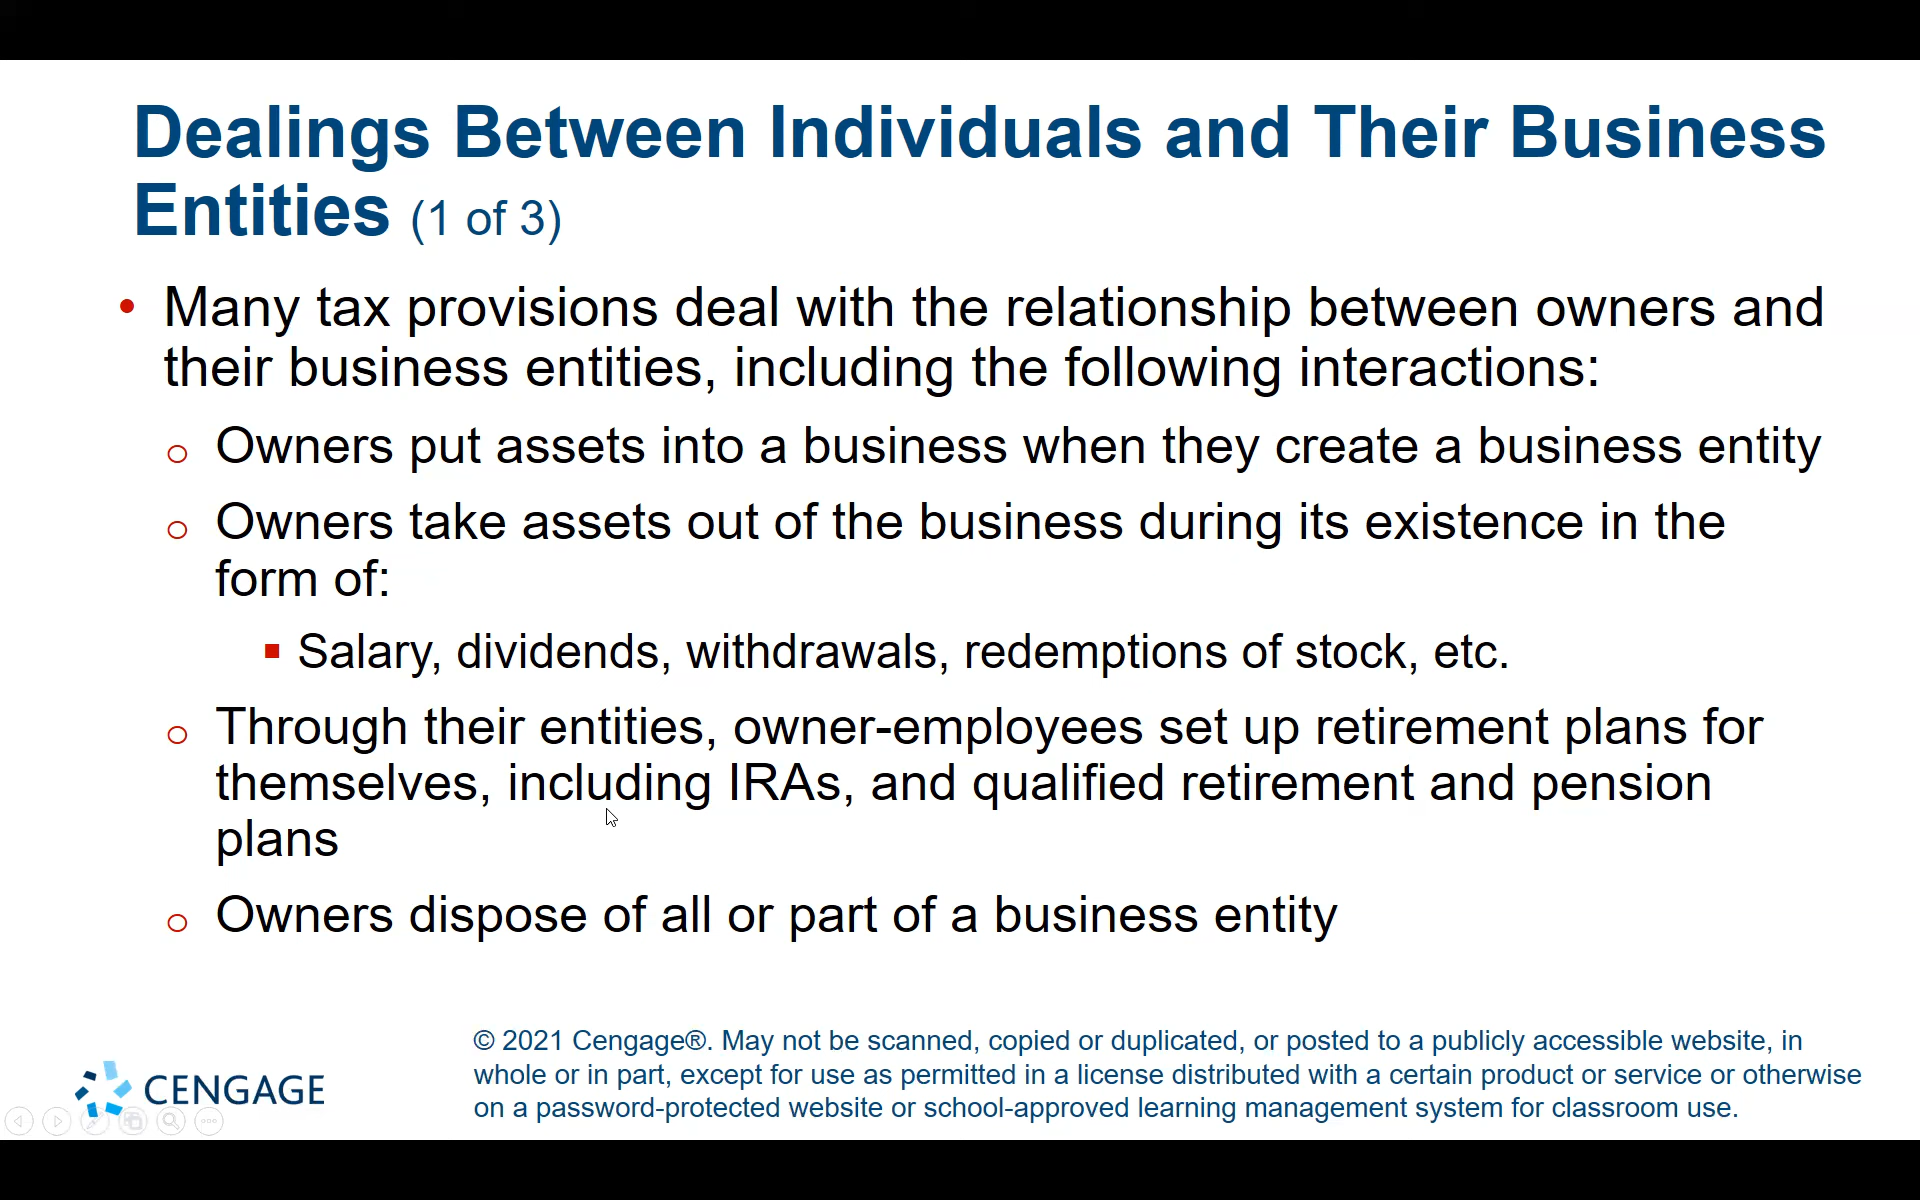 Dealings Between Individuals and Their Business
Entities (1 of 3)
• Many tax provisions deal with the relationship between owners and
their business entities, including the following interactions:
o Owners put assets into a business when they create a business entity
o Owners take assets out of the business during its existence in the
form of:
▪ Salary, dividends, withdrawals, redemptions of stock, etc.
o Through their entities, owner-employees set up retirement plans for
themselves, including IRAs, and qualified retirement and pension
plans
o Owners dispose of all or part of a business entity
© 2021 Cengage®. May not be scanned, copied or duplicated, or posted to a publicly accessible website, in
whole or in part, except for use as permitted in a license distributed with a certain product or service or otherwise
on a password-protected website or school-approved learning management system for classroom use.
CENGAGE